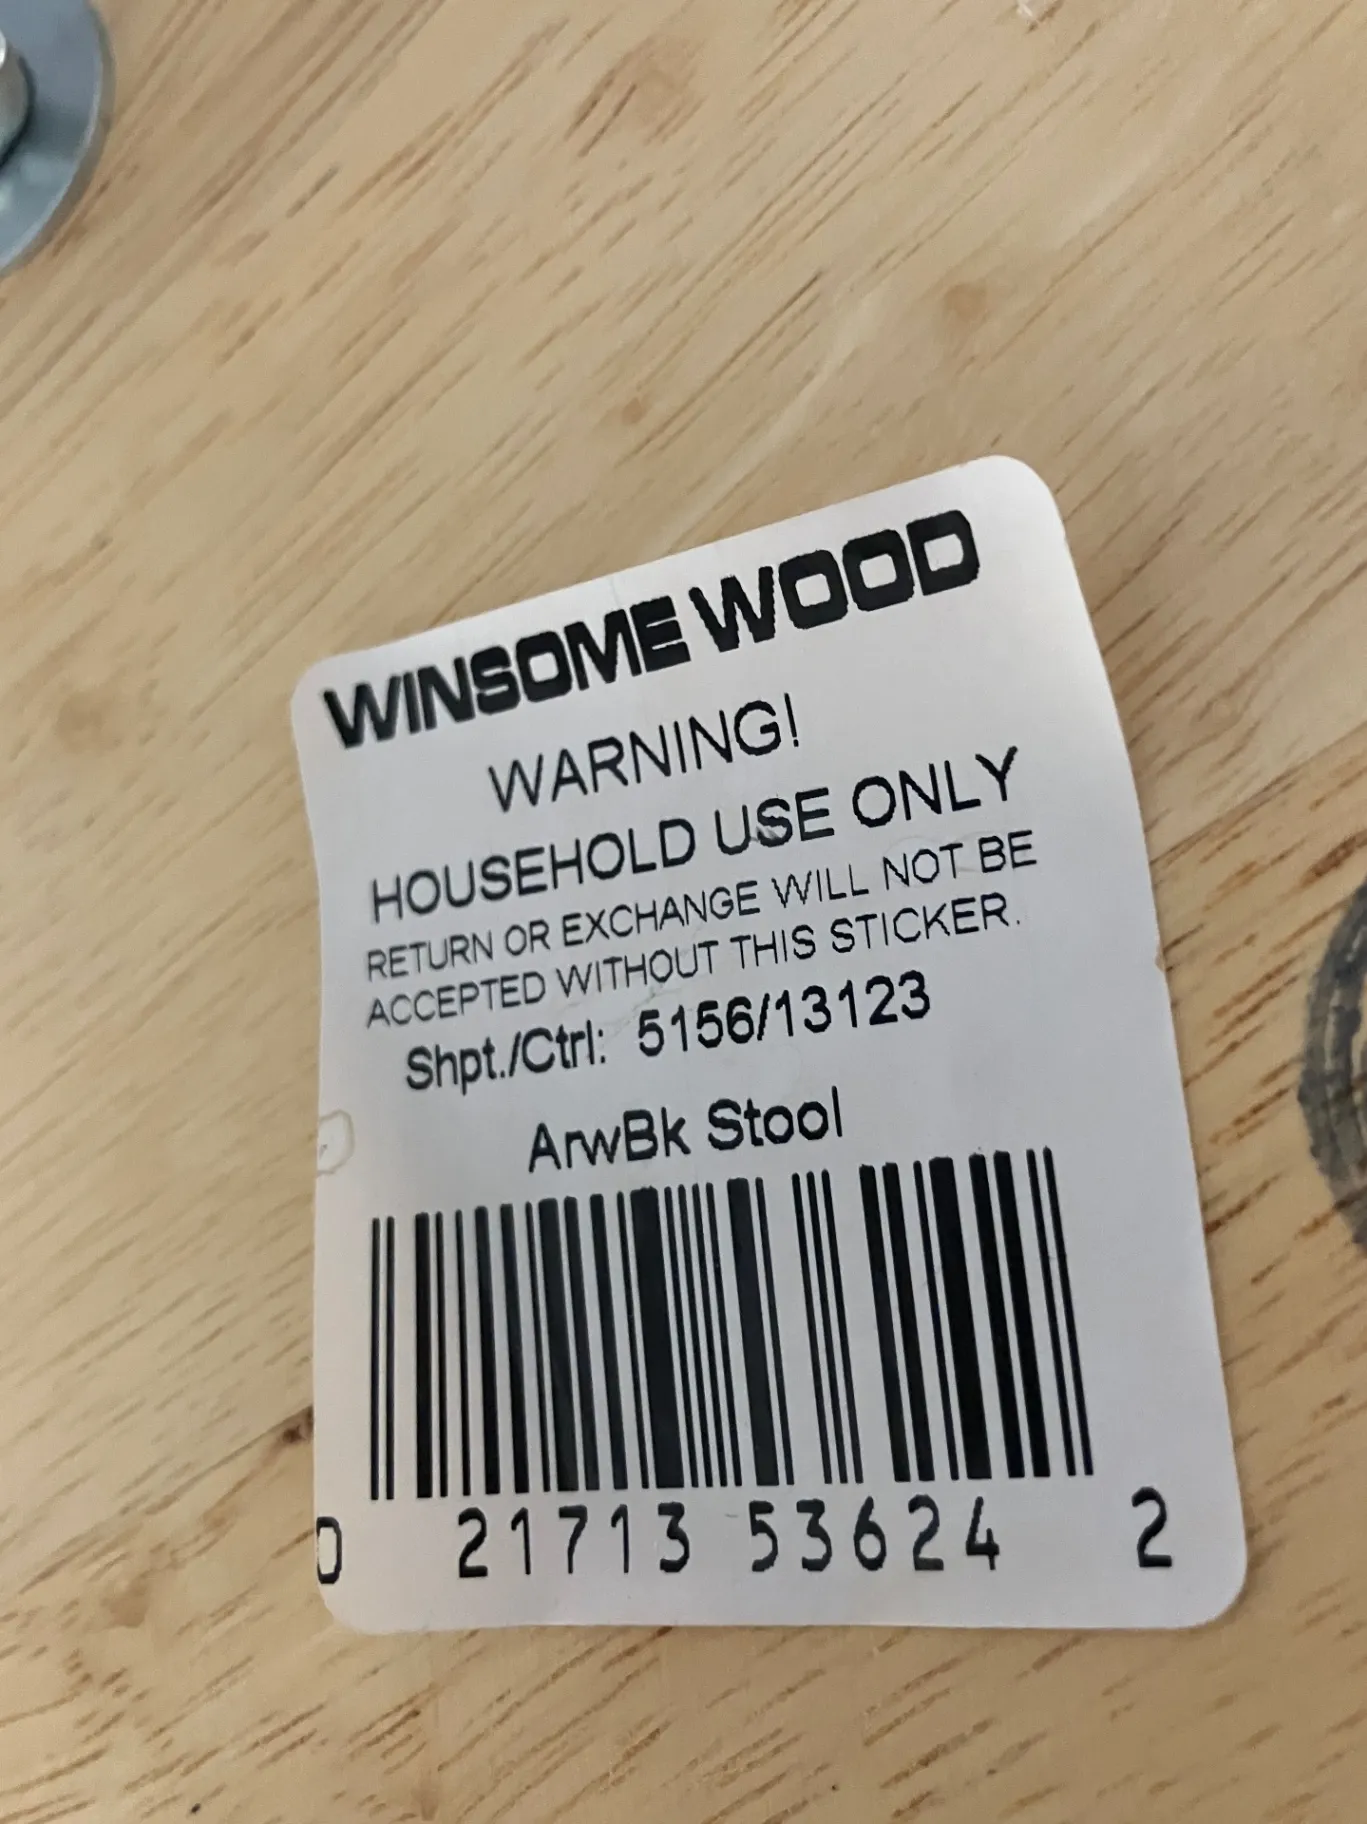 WINSOME WOOD
WARNING!
HOUSEHOLD USE ONLY
RETURN OR EXCHANGE WILL NOT BE
ACCEPTED WITHOUT THIS STICKER.
Shpt./Ctrl: 5156/13123
ArwBk Stool
0 21713 53624 2